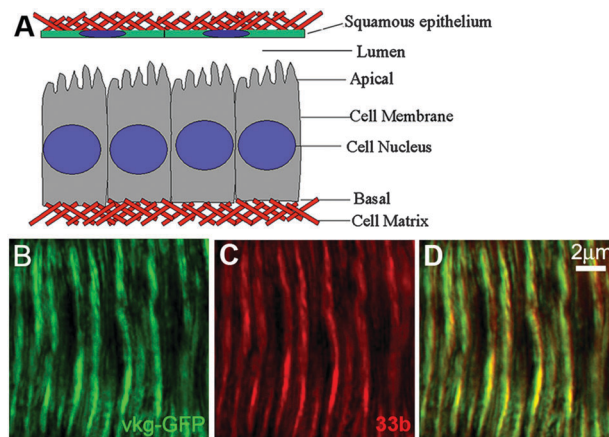 A
Squamous epithelium
Lumen
Apical
Cell Membrane
Cell Nucleus
Basal
Cell Matrix
B
vkg-GFP
C
33b
D
2µm